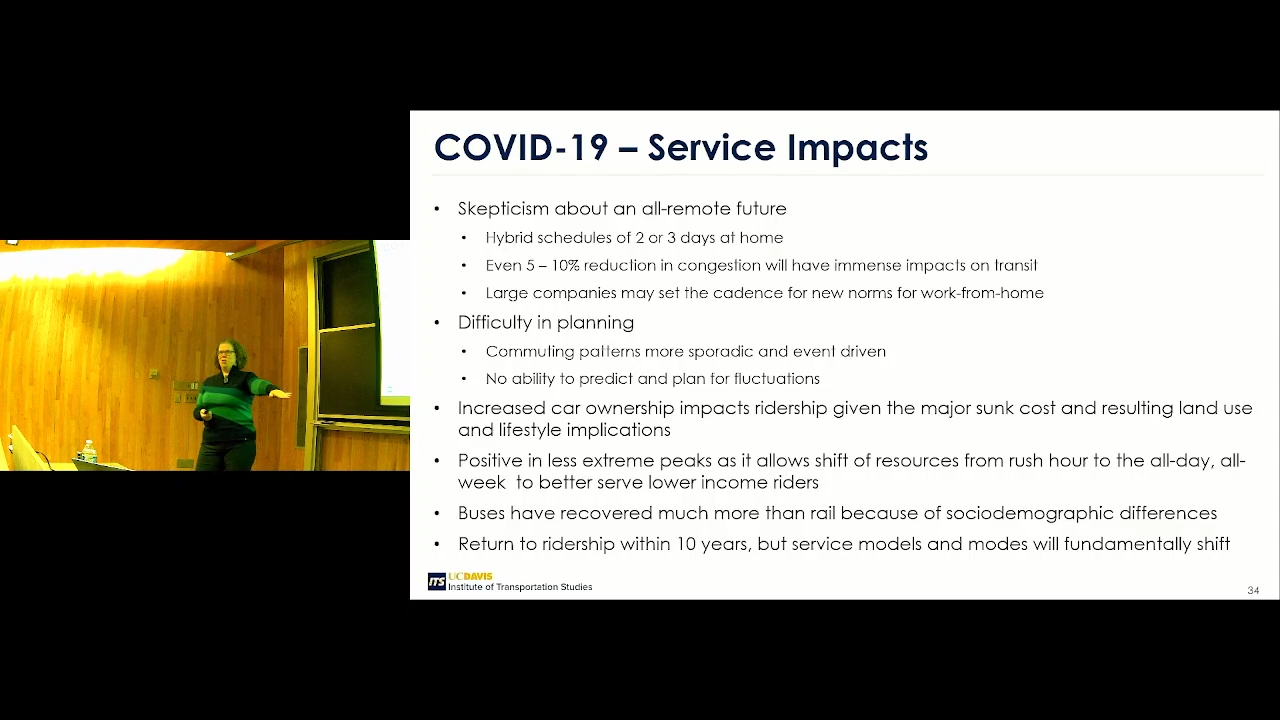 COVID-19 – Service Impacts
• Skepticism about an all-remote future
• Hybrid schedules of 2 or 3 days at home
• Even 5 – 10% reduction in congestion will have immense impacts on transit
• Large companies may set the cadence for new norms for work-from-home
• Difficulty in planning
• Commuting patterns more sporadic and event driven
• No ability to predict and plan for fluctuations
• Increased car ownership impacts ridership given the major sunk cost and resulting land use
and lifestyle implications
• Positive in less extreme peaks as it allows shift of resources from rush hour to the all-day, all-
week to better serve lower income riders
• Buses have recovered much more than rail because of sociodemographic differences
• Return to ridership within 10 years, but service models and modes will fundamentally shift
ITS UCDAVIS
Institute of Transportation Studies
34